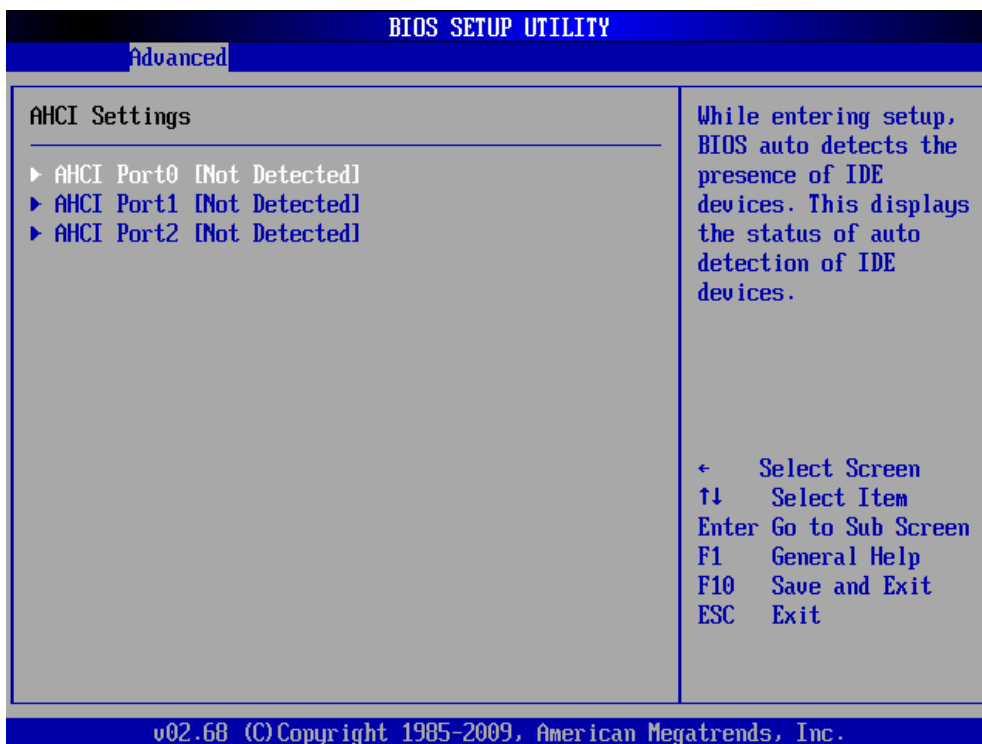 BIOS SETUP UTILITY
Advanced
AHCI Settings
▶ AHCI Port0 [Not Detected]
▶ AHCI Port1 [Not Detected]
▶ AHCI Port2 [Not Detected]
While entering setup,
BIOS auto detects the
presence of IDE
devices. This displays
the status of auto
detection of IDE
devices.
← Select Screen
↑↓ Select Item
Enter Go to Sub Screen
F1 General Help
F10 Save and Exit
ESC Exit
v02.68 (C)Copyright 1985-2009, American Megatrends, Inc.